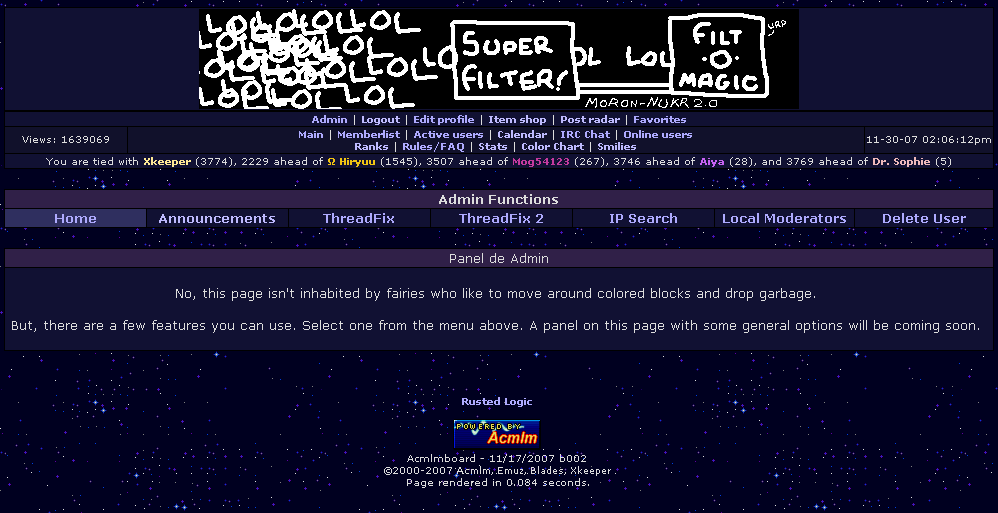 LOL LOL LOL LOL
SUPER FILTER!
LOL
FILT -O- MAGIC
URP
MORON-NUKR 2.0
Admin | Logout | Edit profile | Item shop | Post radar | Favorites
Views: 1639069
Main | Memberlist | Active users | Calendar | IRC Chat | Online users
Ranks | Rules/FAQ | Stats | Color Chart | Smilies
11-30-07 02:06:12pm
You are tied with Xkeeper (3774), 2229 ahead of Ω Hiryuu (1545), 3507 ahead of Mog54123 (267), 3746 ahead of Aiya (28), and 3769 ahead of Dr. Sophie (5)
Admin Functions
Home Announcements ThreadFix ThreadFix 2 IP Search Local Moderators Delete User
Panel de Admin
No, this page isn't inhabited by fairies who like to move around colored blocks and drop garbage.
But, there are a few features you can use. Select one from the menu above. A panel on this page with some general options will be coming soon.
Rusted Logic
POWERED BY
Acmlm
Acmlmboard - 11/17/2007 b002
©2000-2007 Acmlm, Emuz, Blades, Xkeeper
Page rendered in 0.084 seconds.